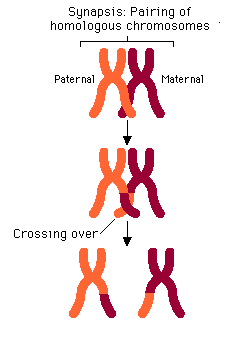 Synapsis: Pairing of
homologous chromosomes
Paternal
Maternal
Crossing over